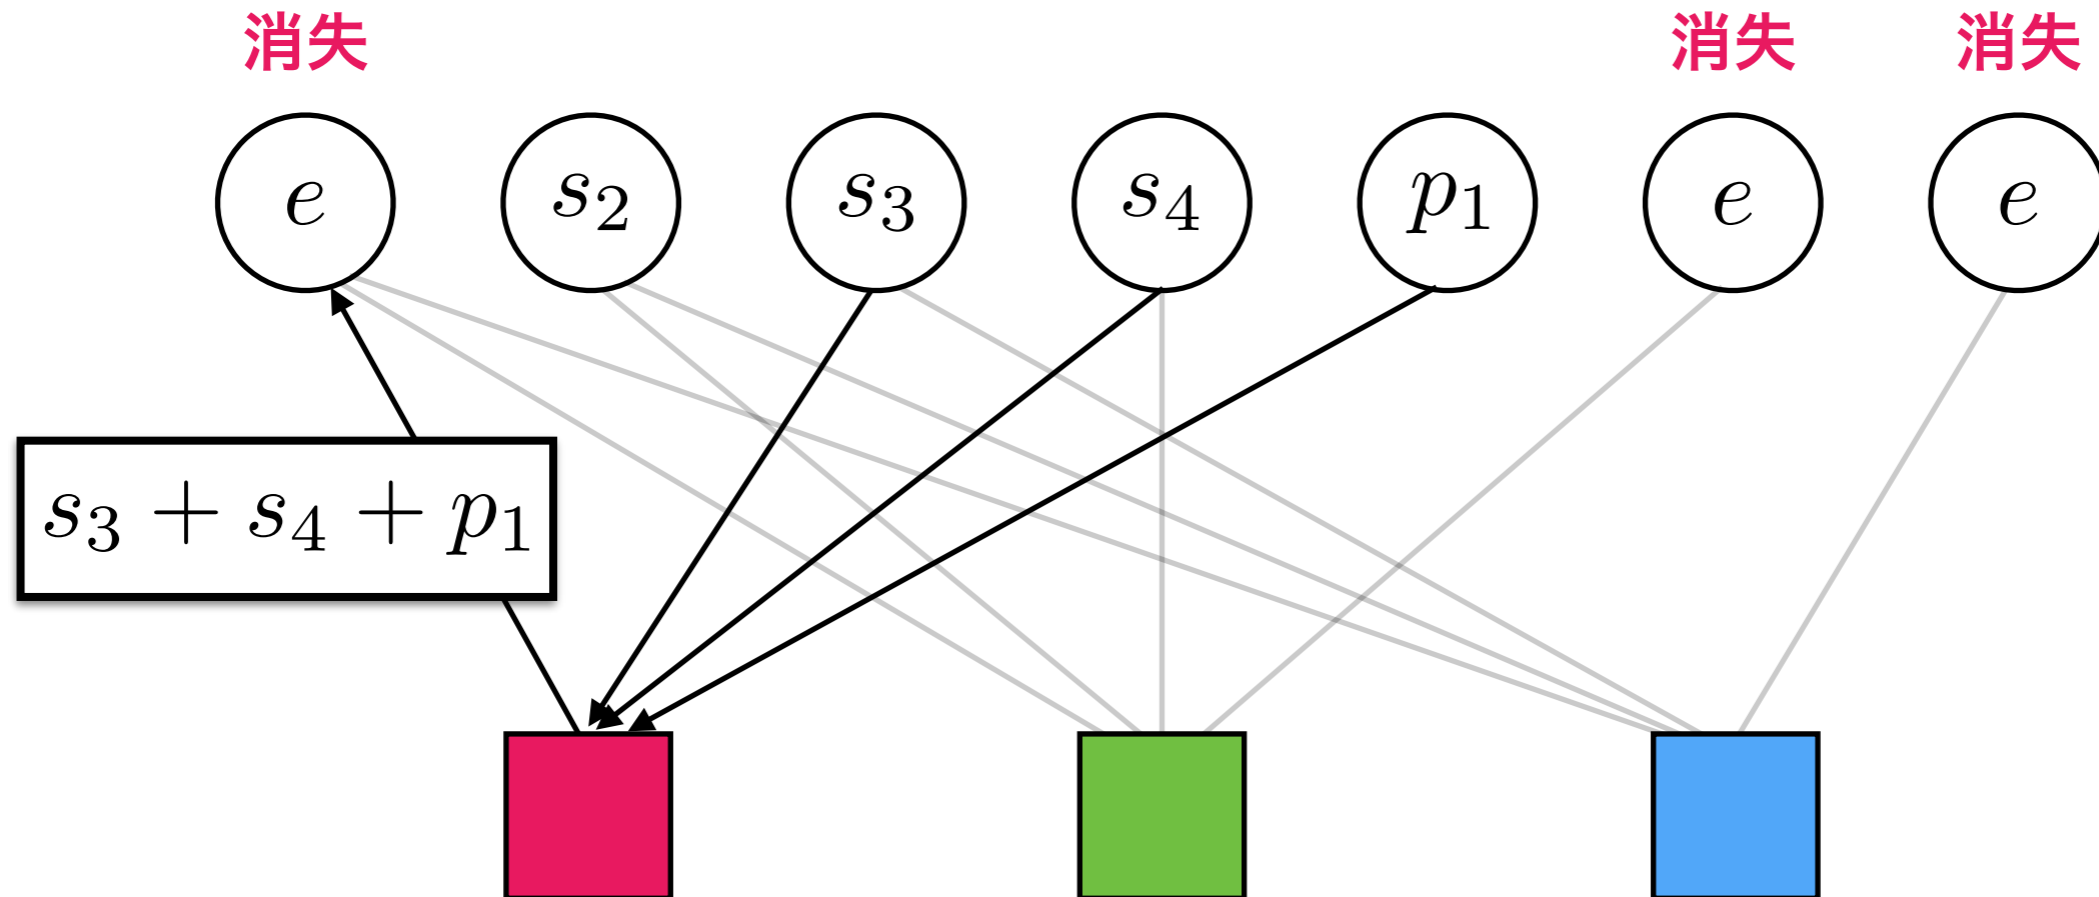 消失 消失 消失
e s₂ s₃ s₄ p₁ e e
s₃ + s₄ + p₁